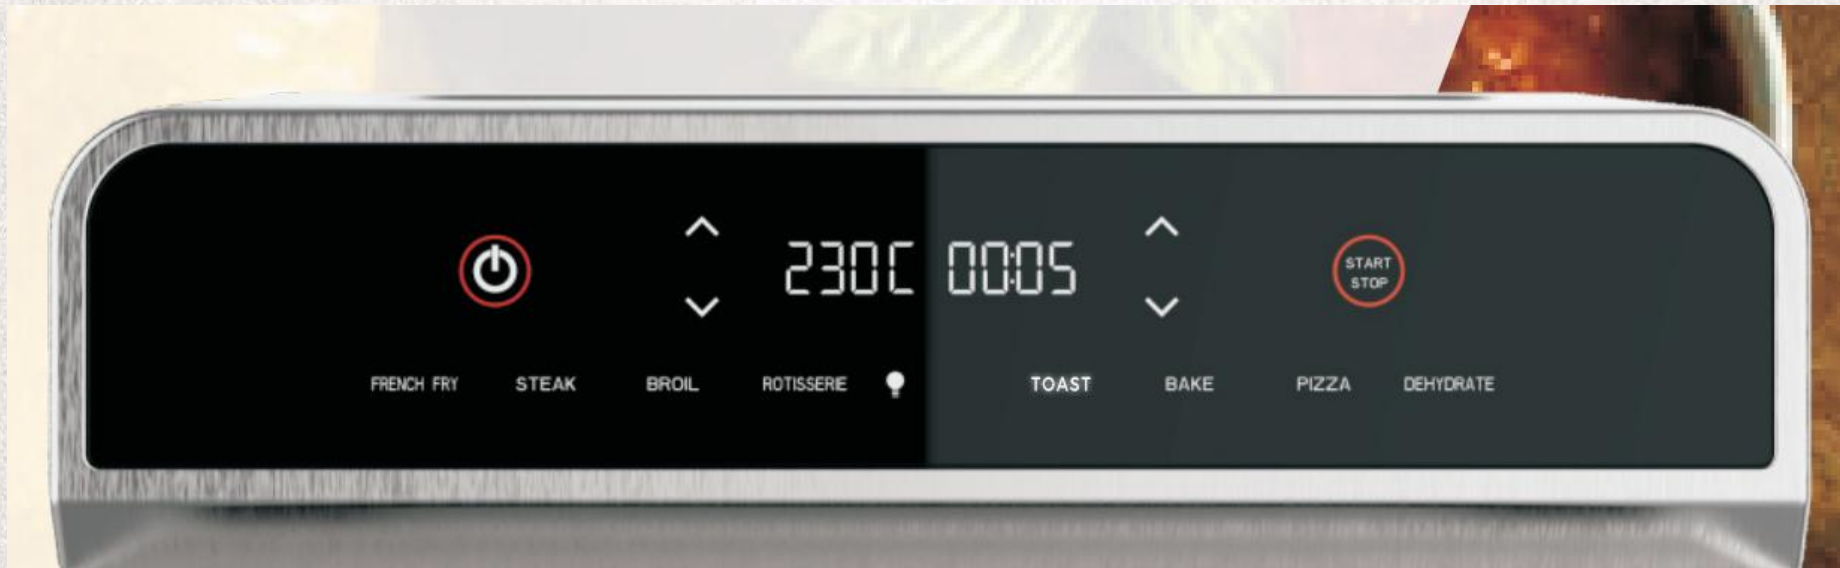 230C 00:05
START
STOP
FRENCH FRY STEAK BROIL ROTISSERIE TOAST BAKE PIZZA DEHYDRATE